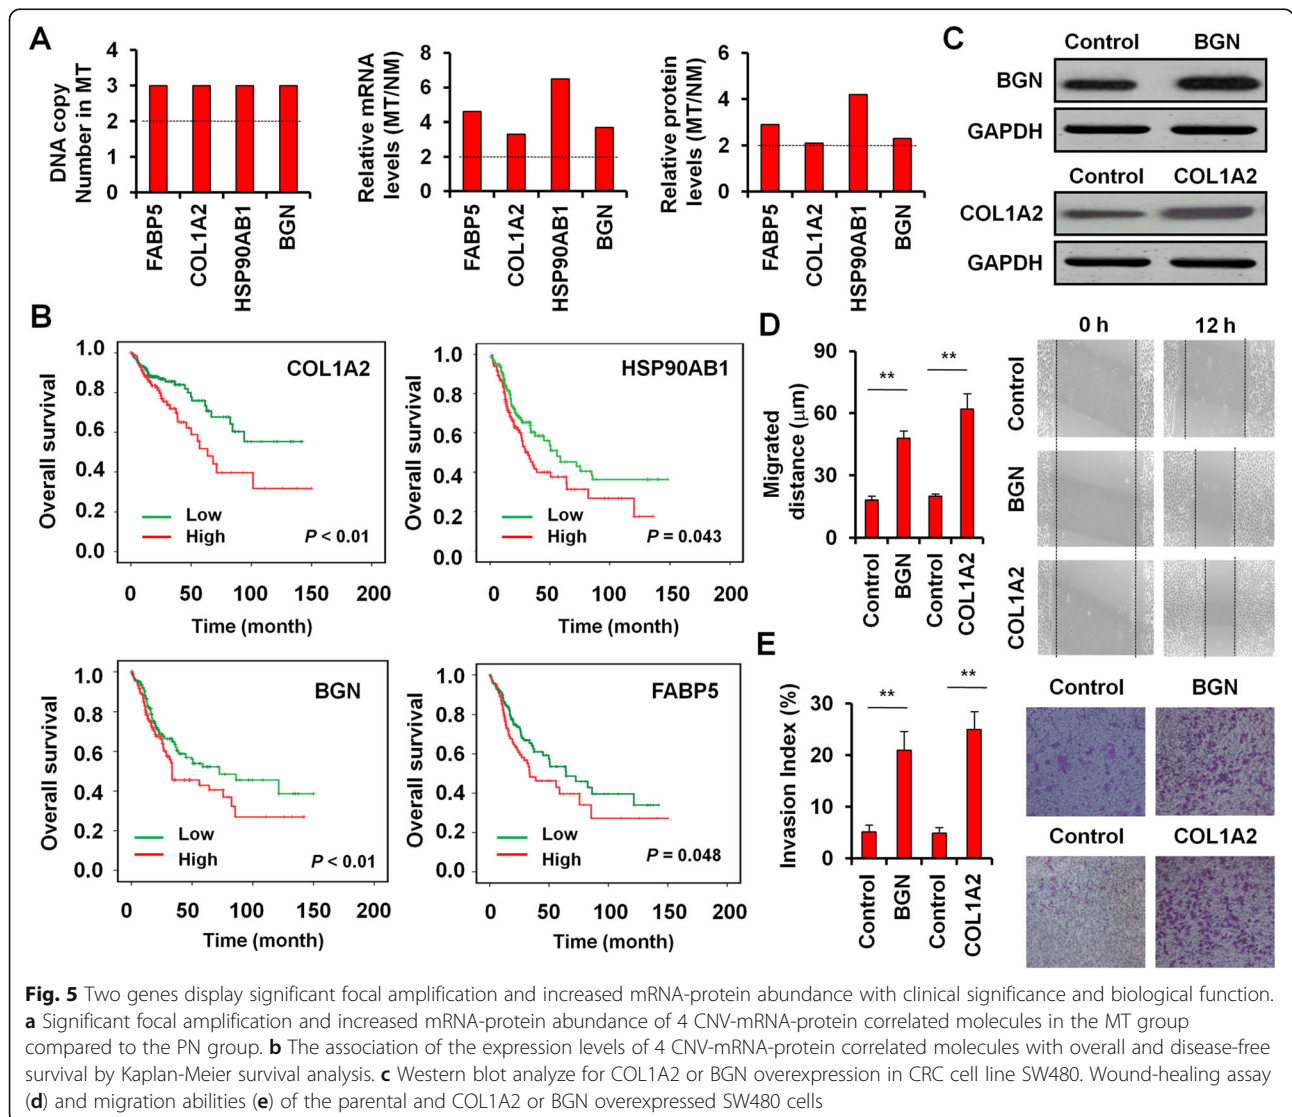 A
DNA copy
Number in MT
4
3
2
1
0
FABP5
COL1A2
HSP90AB1
BGN
Relative mRNA
levels (MT/NM)
8
6
4
2
0
FABP5
COL1A2
HSP90AB1
BGN
Relative protein
levels (MT/NM)
6
4
2
0
FABP5
COL1A2
HSP90AB1
BGN
C
Control BGN
BGN
GAPDH
Control COL1A2
COL1A2
GAPDH
B
Overall survival
1.0
0.8
0.6
0.4
0.2
0.0
COL1A2
Low
High
P < 0.01
0 50 100 150 200
Time (month)
Overall survival
1.0
0.8
0.6
0.4
0.2
0.0
HSP90AB1
Low
High
P = 0.043
0 50 100 150 200
Time (month)
Overall survival
1.0
0.8
0.6
0.4
0.2
0.0
BGN
Low
High
P < 0.01
0 50 100 150 200
Time (month)
Overall survival
1.0
0.8
0.6
0.4
0.2
0.0
FABP5
Low
High
P = 0.048
0 50 100 150 200
Time (month)
D
Migrated
distance (μm)
90
60
30
0
**
**
Control
BGN
Control
COL1A2
0 h 12 h
Control
BGN
COL1A2
E
Invasion Index (%)
30
20
10
0
**
**
Control
BGN
Control
COL1A2
Control BGN
Control COL1A2
Fig. 5 Two genes display significant focal amplification and increased mRNA-protein abundance with clinical significance and biological function.
a Significant focal amplification and increased mRNA-protein abundance of 4 CNV-mRNA-protein correlated molecules in the MT group
compared to the PN group. b The association of the expression levels of 4 CNV-mRNA-protein correlated molecules with overall and disease-free
survival by Kaplan-Meier survival analysis. c Western blot analyze for COL1A2 or BGN overexpression in CRC cell line SW480. Wound-healing assay
(d) and migration abilities (e) of the parental and COL1A2 or BGN overexpressed SW480 cells